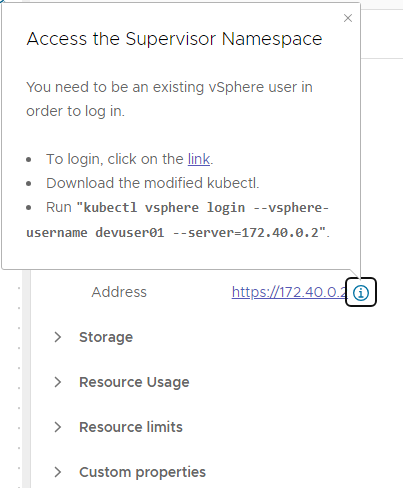 Access the Supervisor Namespace
You need to be an existing vSphere user in
order to log in.
To login, click on the link.
Download the modified kubectl.
Run "kubectl vsphere login --vsphere-
username devuser01 --server=172.40.0.2".
Address https://172.40.0.2
Storage
Resource Usage
Resource limits
Custom properties